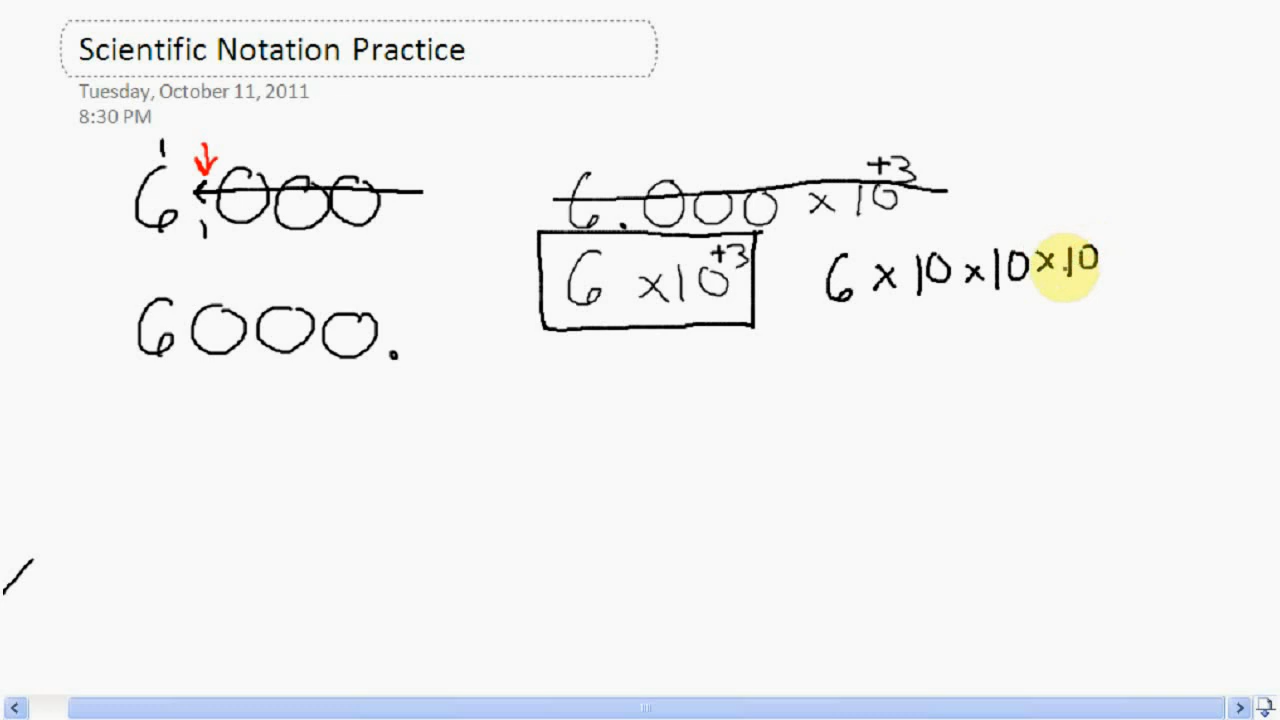 Scientific Notation Practice
Tuesday, October 11, 2011
8:30 PM
6,000
6.000 x 10⁺³
6 x 10⁺³
6 x 10 x 10 x 10
6000.